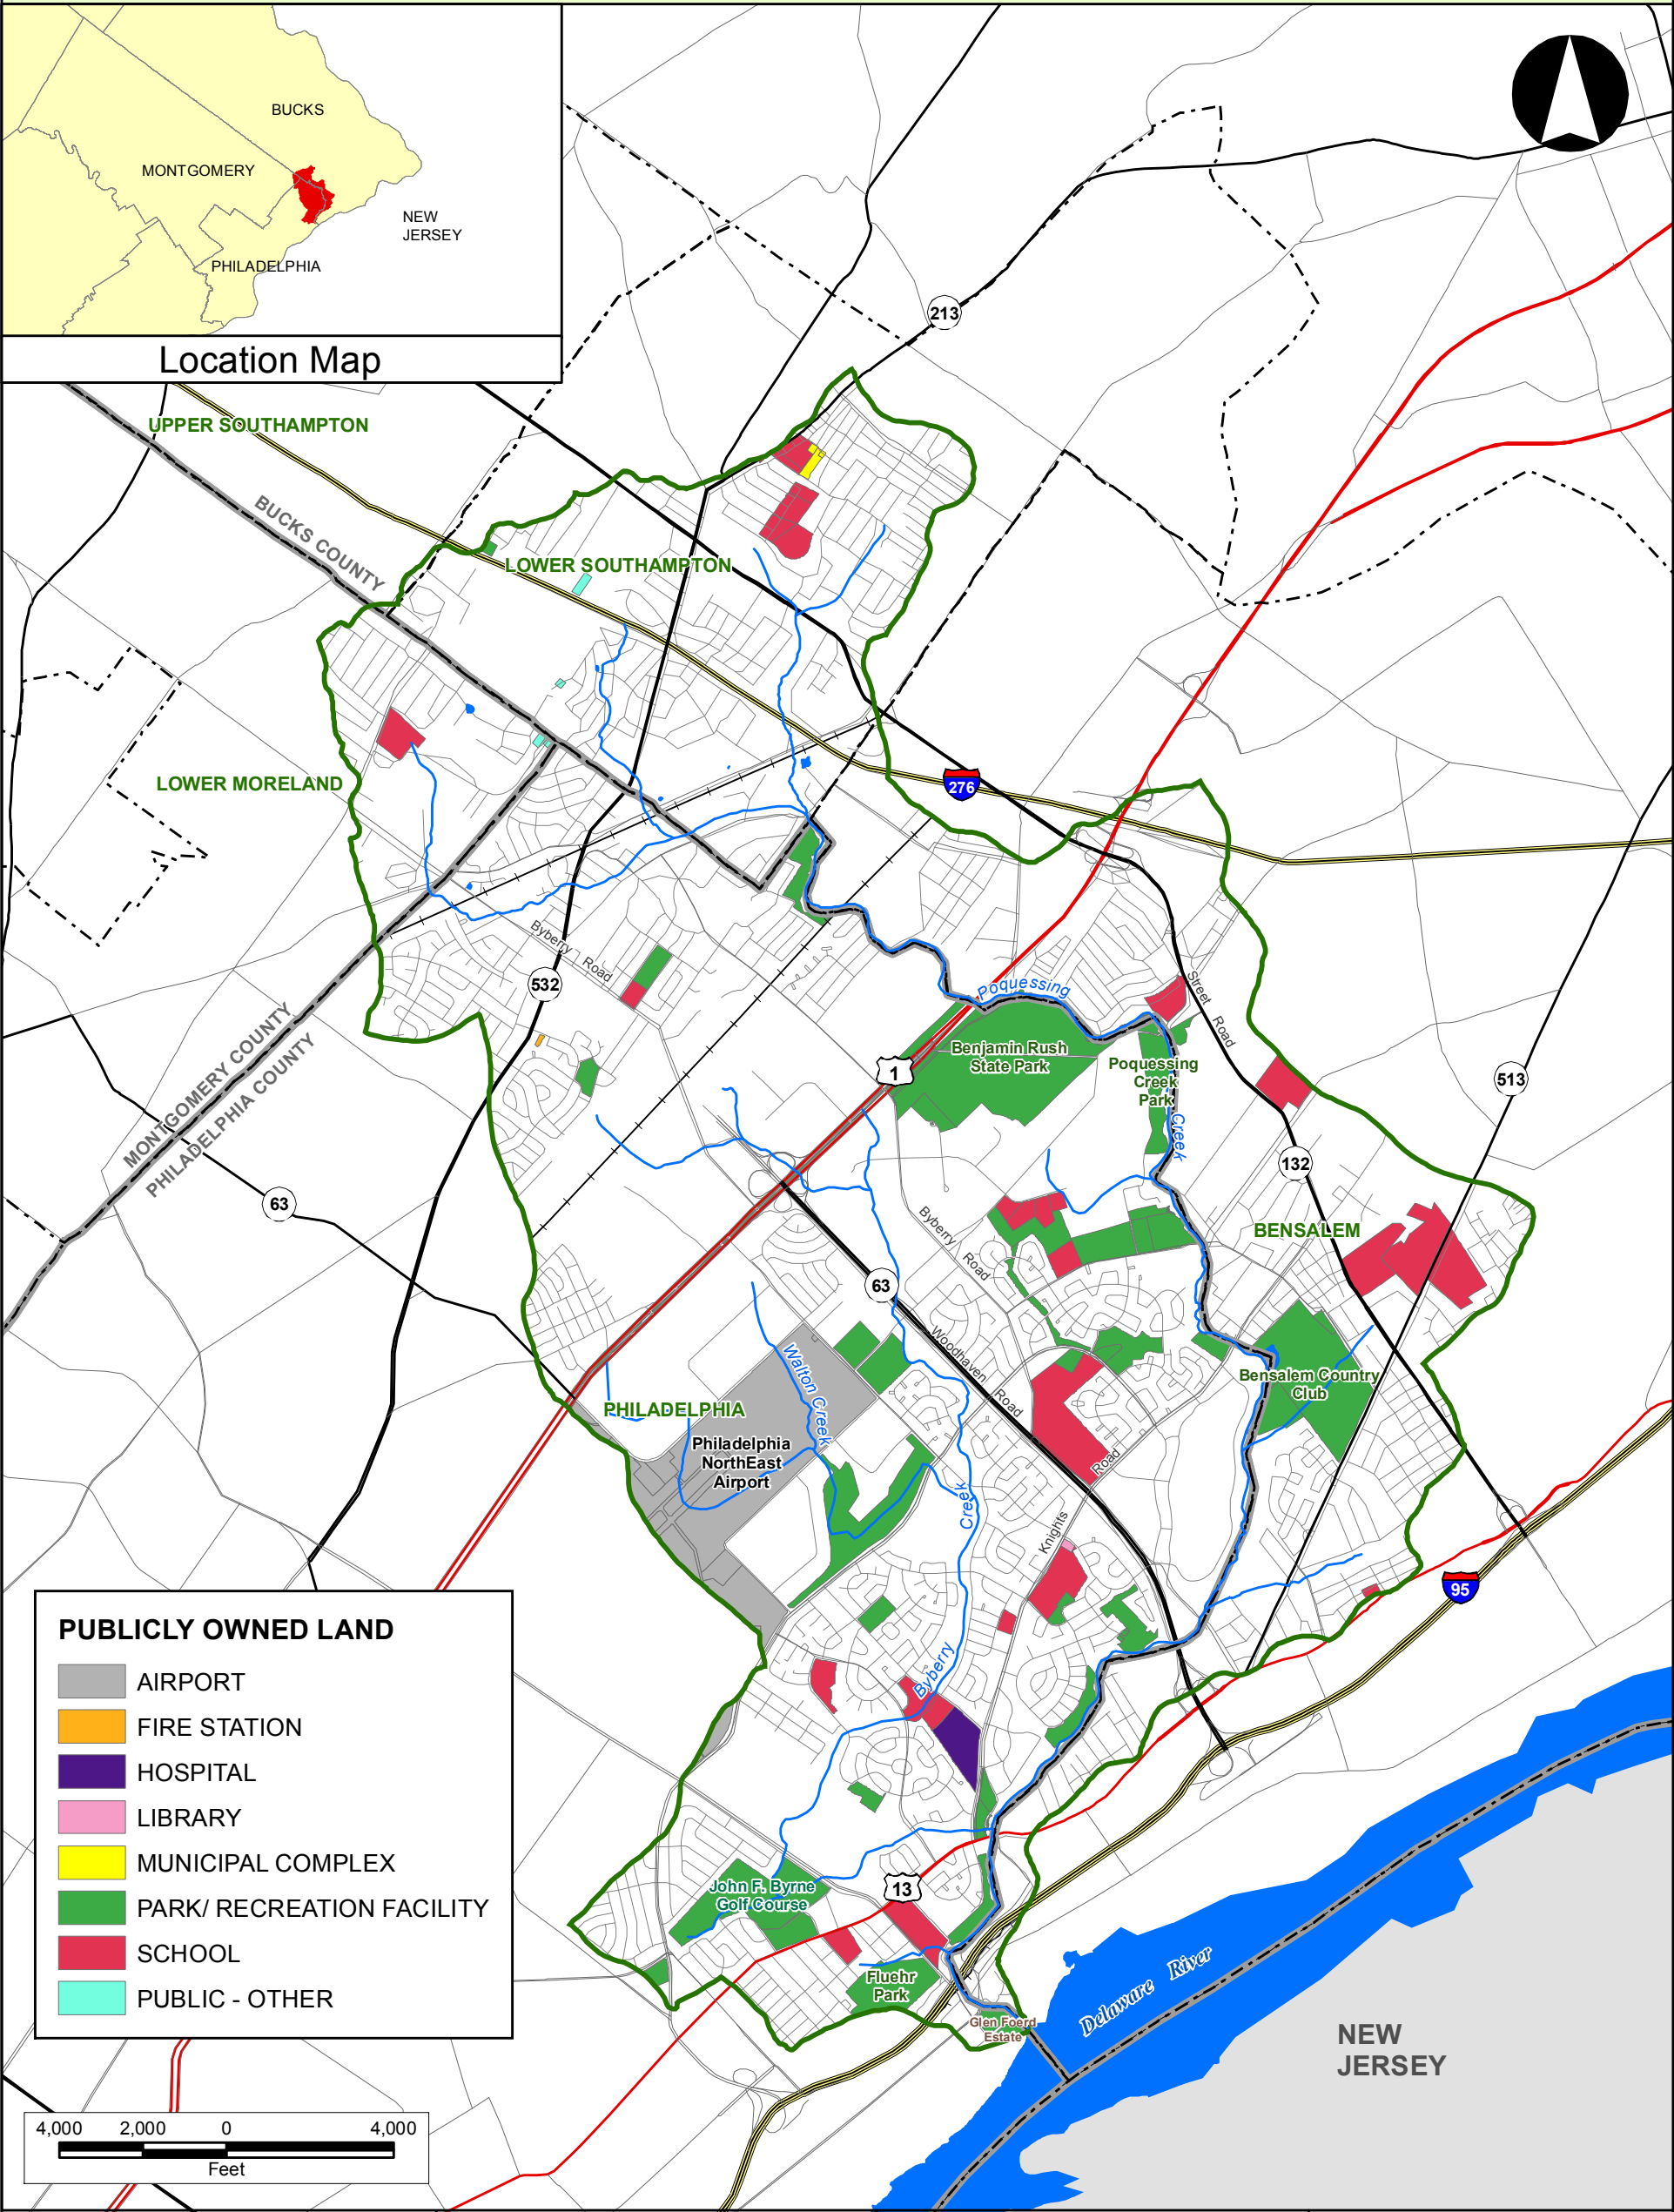 BUCKS
MONTGOMERY
NEW
JERSEY
PHILADELPHIA
Location Map
213
UPPER SOUTHAMPTON
BUCKS COUNTY
LOWER SOUTHAMPTON
LOWER MORELAND
276
Byberry Road
532
Poquessing
Street Road
Benjamin Rush
State Park
Poquessing
Creek
Park
1
513
Creek
MONTGOMERY COUNTY
PHILADELPHIA COUNTY
132
63
Byberry Road
BENSALEM
63
Woodhaven Road
Walton Creek
Bensalem Country
Club
PHILADELPHIA
Philadelphia
NorthEast
Airport
Road
Creek
Knights
95
Byberry
John F. Byrne
Golf Course
13
Fluehr
Park
Glen Foerd
Estate
Delaware River
NEW
JERSEY
PUBLICLY OWNED LAND
AIRPORT
FIRE STATION
HOSPITAL
LIBRARY
MUNICIPAL COMPLEX
PARK/ RECREATION FACILITY
SCHOOL
PUBLIC - OTHER
4,000 2,000 0 4,000
Feet